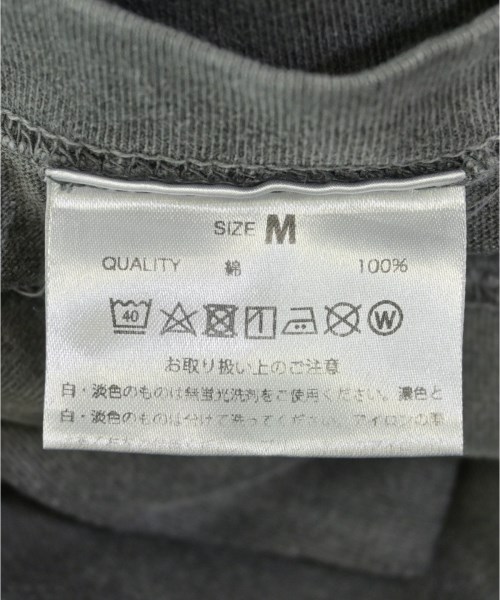 SIZE M
QUALITY 綿 100%
40 W
お取り扱い上のご注意
白・淡色のものは無蛍光洗剤をご使用ください。濃色と
白・淡色のものは分けて洗ってください。アイロンの際